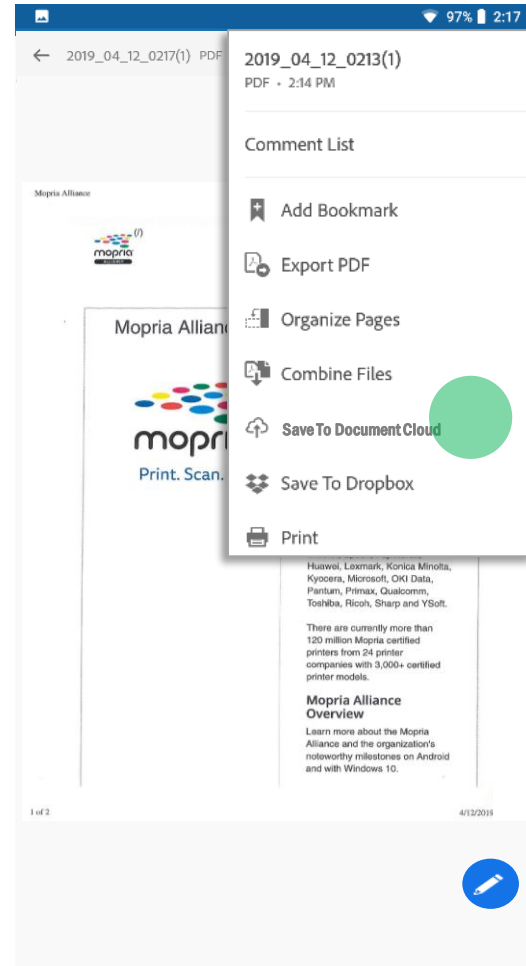 97% 2:17
2019_04_12_0217(1) PDF
2019_04_12_0213(1)
PDF • 2:14 PM
Comment List
Add Bookmark
Export PDF
Organize Pages
Combine Files
Save To Document Cloud
Save To Dropbox
Print
Mopria Alliance
(/)
mopria
ALLIANCE
Mopria Allian
mopri
Print. Scan.
Huawei, Lexmark, Konica Minolta,
Kyocera, Microsoft, OKI Data,
Pantum, Primax, Qualcomm,
Toshiba, Ricoh, Sharp and YSoft.
There are currently more than
120 million Mopria certified
printers from 24 printer
companies with 3,000+ certified
printer models.
Mopria Alliance
Overview
Learn more about the Mopria
Alliance and the organization's
noteworthy milestones on Android
and with Windows 10.
1 of 2
4/12/2019